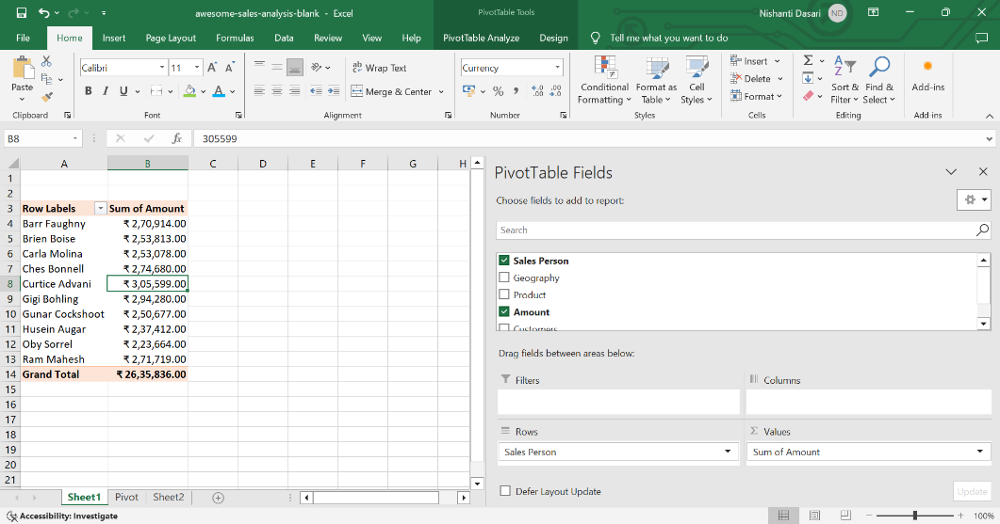 awesome-sales-analysis-blank - Excel
PivotTable Tools
Nishanti Dasari ND
File Home Insert Page Layout Formulas Data Review View Help PivotTable Analyze Design Tell me what you want to do
Paste
Clipboard
Calibri 11
B I U
Font
Wrap Text
Merge & Center
Alignment
Currency
Number
Conditional Formatting
Format as Table
Cell Styles
Styles
Insert
Delete
Format
Cells
Sort & Filter
Find & Select
Editing
Add-ins
Add-ins
B8 fx 305599
A B C D E F G H
1
2
3 Row Labels Sum of Amount
4 Barr Faughny ₹ 2,70,914.00
5 Brien Boise ₹ 2,53,813.00
6 Carla Molina ₹ 2,53,078.00
7 Ches Bonnell ₹ 2,74,680.00
8 Curtice Advani ₹ 3,05,599.00
9 Gigi Bohling ₹ 2,94,280.00
10 Gunar Cockshoot ₹ 2,50,677.00
11 Husein Augar ₹ 2,37,412.00
12 Oby Sorrel ₹ 2,23,664.00
13 Ram Mahesh ₹ 2,71,719.00
14 Grand Total ₹ 26,35,836.00
15
16
17
18
19
20
21
Sheet1 Pivot Sheet2
PivotTable Fields
Choose fields to add to report:
Search
Sales Person
Geography
Product
Amount
Customers
Drag fields between areas below:
Filters
Columns
Rows
Σ Values
Sales Person
Sum of Amount
Defer Layout Update
Update
Accessibility: Investigate
100%